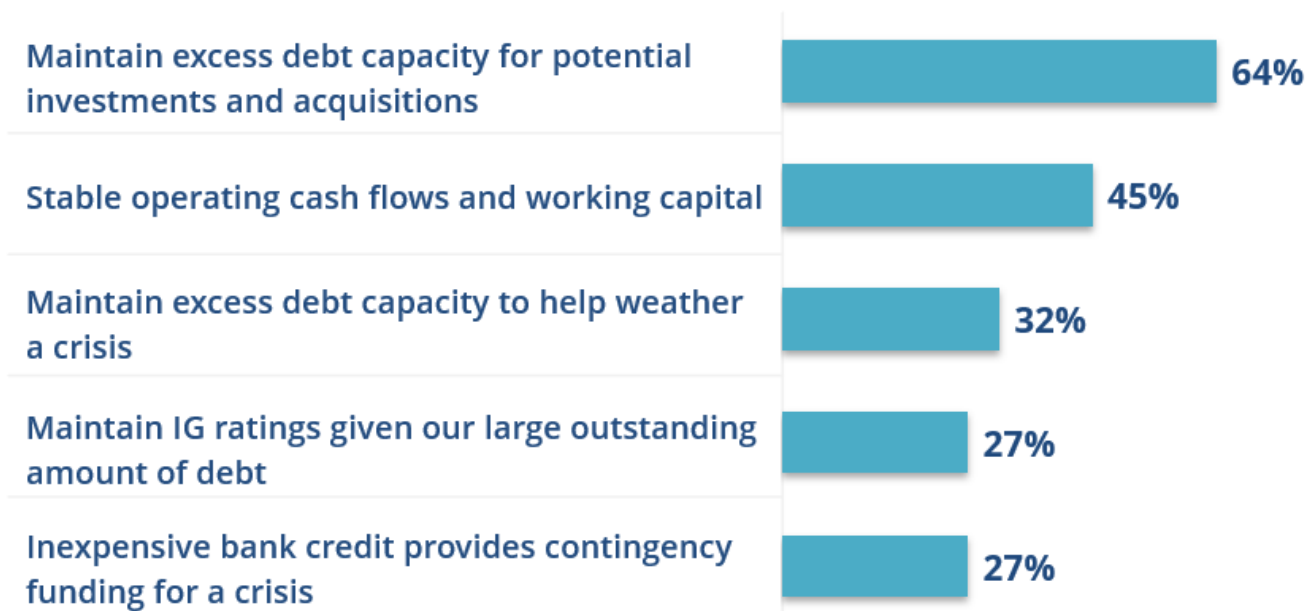 Maintain excess debt capacity for potential
investments and acquisitions
64%
Stable operating cash flows and working capital
45%
Maintain excess debt capacity to help weather
a crisis
32%
Maintain IG ratings given our large outstanding
amount of debt
27%
Inexpensive bank credit provides contingency
funding for a crisis
27%